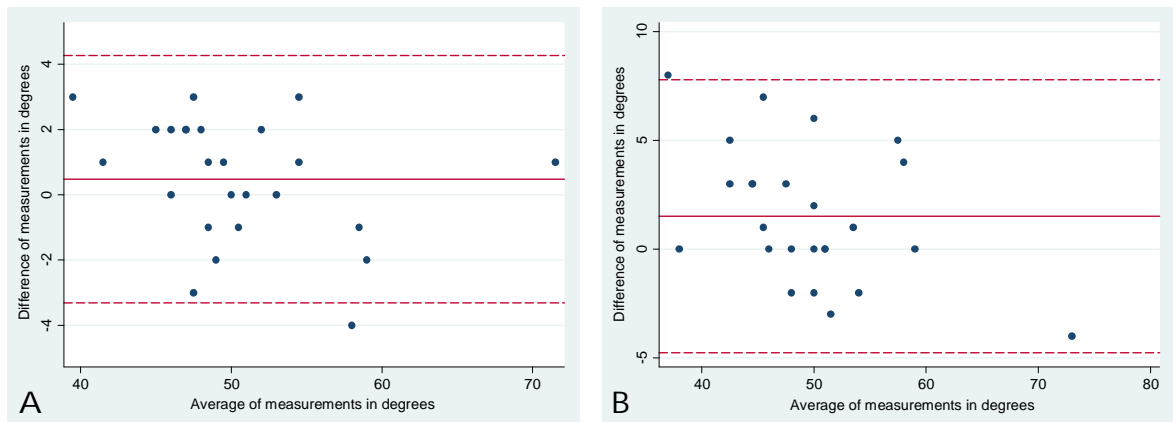 Difference of measurements in degrees
4
2
0
-2
-4
40 50 60 70
Average of measurements in degrees
A
Difference of measurements in degrees
10
5
0
-5
40 50 60 70 80
Average of measurements in degrees
B